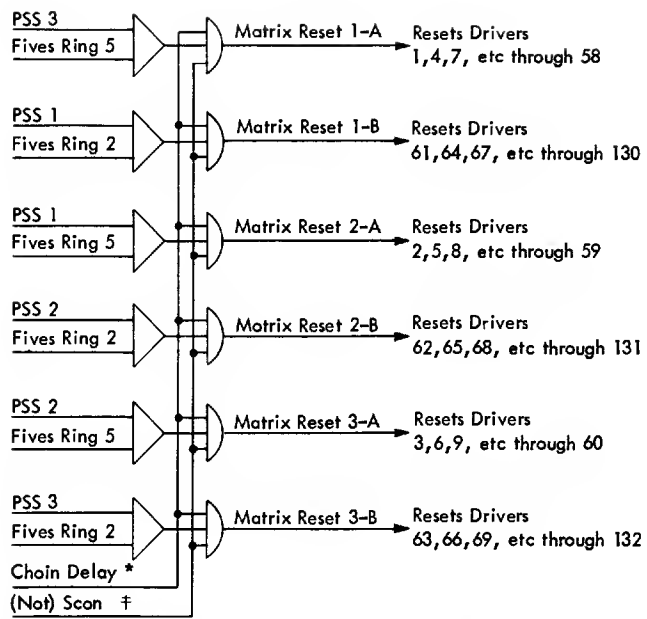 PSS 3
Fives Ring 5
Matrix Reset 1-A
Resets Drivers
1,4,7, etc through 58
PSS 1
Fives Ring 2
Matrix Reset 1-B
Resets Drivers
61,64,67, etc through 130
PSS 1
Fives Ring 5
Matrix Reset 2-A
Resets Drivers
2,5,8, etc through 59
PSS 2
Fives Ring 2
Motrix Reset 2-B
Resets Drivers
62,65,68, etc through 131
PSS 2
Fives Ring 5
Matrix Reset 3-A
Resets Drivers
3,6,9, etc through 60
PSS 3
Fives Ring 2
Matrix Reset 3-B
Resets Drivers
63,66,69, etc through 132
Choin Delay *
(Not) Scon ‡